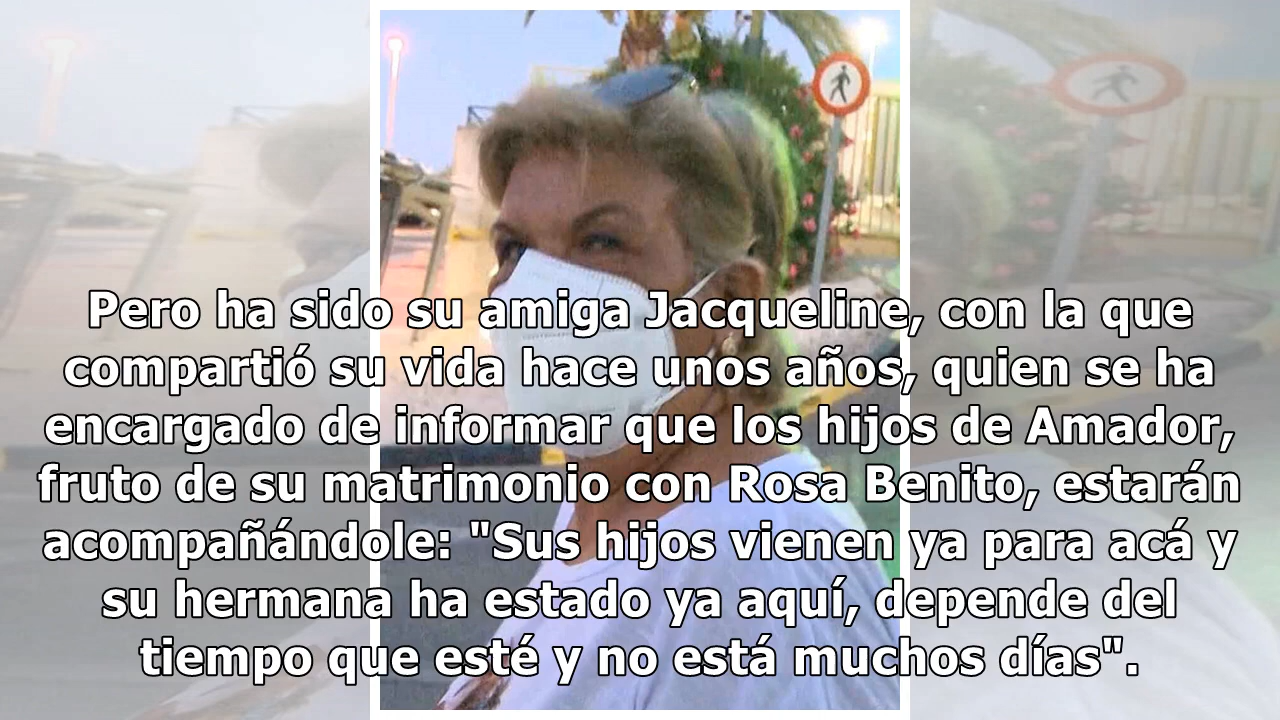 Pero ha sido su amiga Jacqueline, con la que
compartió su vida hace unos años, quien se ha
encargado de informar que los hijos de Amador,
fruto de su matrimonio con Rosa Benito, estarán
acompañándole: "Sus hijos vienen ya para acá y
su hermana ha estado ya aquí, depende del
tiempo que esté y no está muchos días".